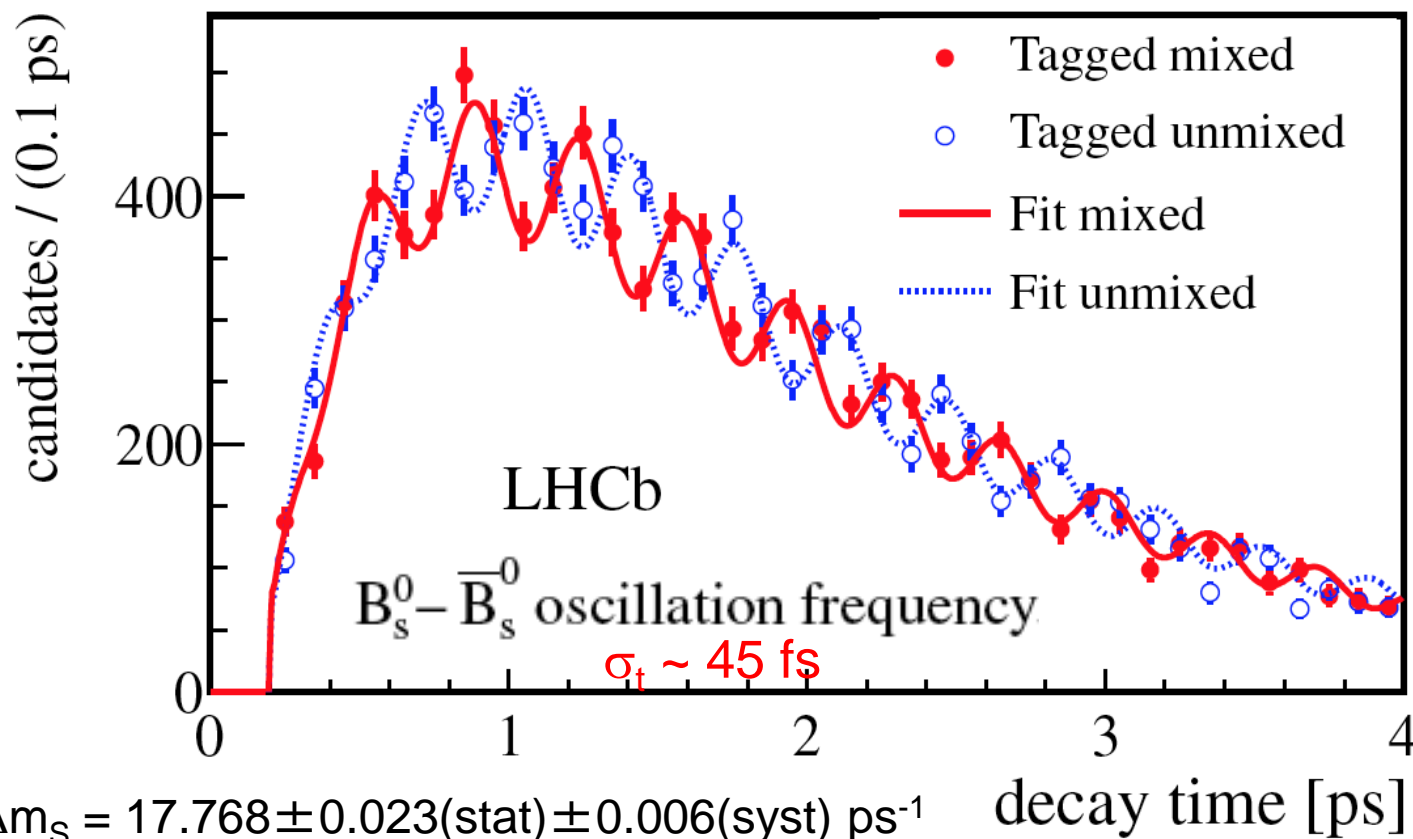 candidates / (0.1 ps)
400
200
0
Tagged mixed
Tagged unmixed
Fit mixed
Fit unmixed
LHCb
B⁰ₛ– B̅⁰ₛ oscillation frequency
σₜ ~ 45 fs
0 1 2 3 4
decay time [ps]
Δmₛ = 17.768±0.023(stat)±0.006(syst) ps⁻¹